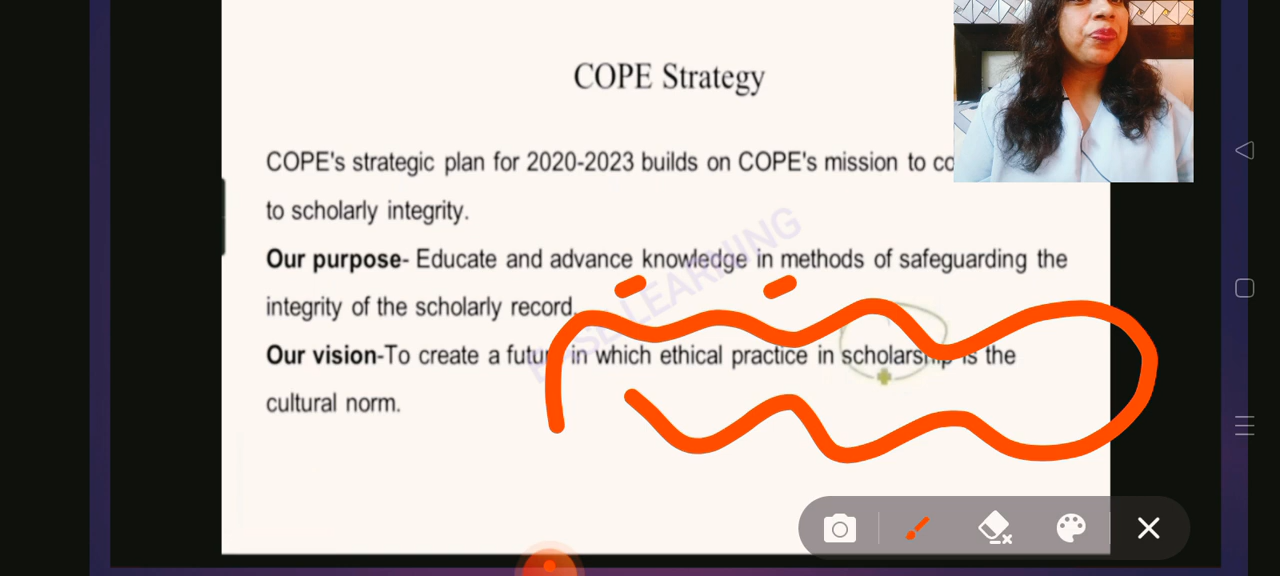 COPE Strategy
COPE's strategic plan for 2020-2023 builds on COPE's mission to
to scholarly integrity.
Our purpose- Educate and advance knowledge in methods of safeguarding the
integrity of the scholarly record.
Our vision-To create a future in which ethical practice in scholarship is the
cultural norm.
LEARNING